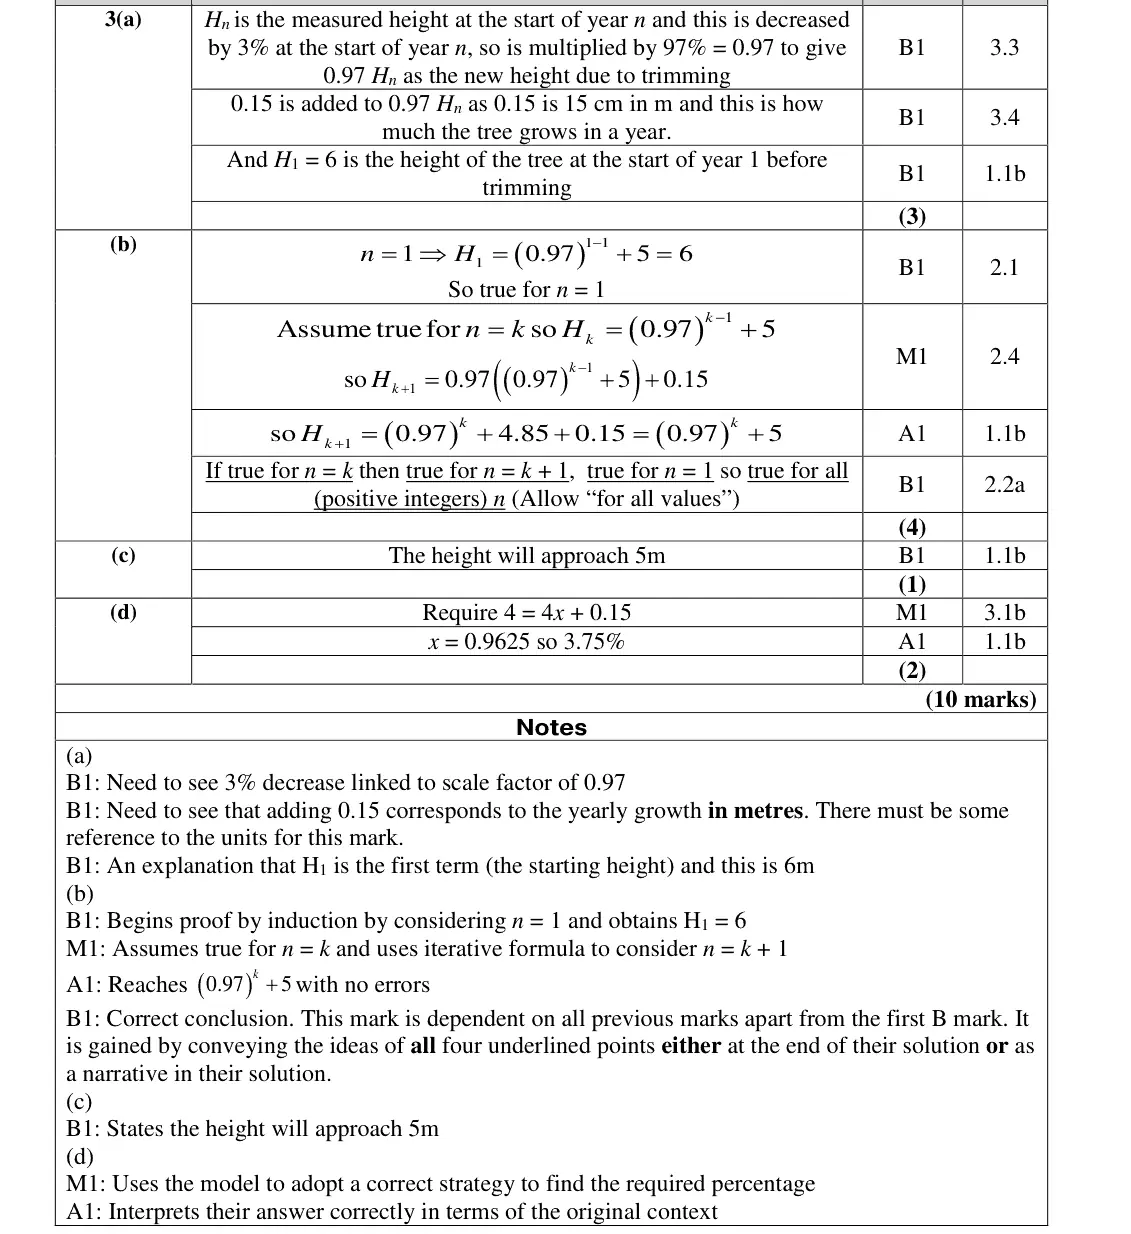 3(a)
Hn is the measured height at the start of year n and this is decreased
by 3% at the start of year n, so is multiplied by 97% = 0.97 to give
0.97 Hn as the new height due to trimming
B1
3.3
0.15 is added to 0.97 Hn as 0.15 is 15 cm in m and this is how
much the tree grows in a year.
B1
3.4
And H1 = 6 is the height of the tree at the start of year 1 before
trimming
B1
1.1b
(3)
(b)
n = 1 ⇒ H1 = (0.97)^(1−1) + 5 = 6
So true for n = 1
B1
2.1
Assume true for n = k so Hk = (0.97)^(k−1) + 5
so Hk+1 = 0.97((0.97)^(k−1) + 5) + 0.15
M1
2.4
so Hk+1 = (0.97)^k + 4.85 + 0.15 = (0.97)^k + 5
A1
1.1b
If true for n = k then true for n = k + 1, true for n = 1 so true for all
(positive integers) n (Allow “for all values”)
B1
2.2a
(4)
(c)
The height will approach 5m
B1
1.1b
(1)
(d)
Require 4 = 4x + 0.15
M1
3.1b
x = 0.9625 so 3.75%
A1
1.1b
(2)
(10 marks)
Notes
(a)
B1: Need to see 3% decrease linked to scale factor of 0.97
B1: Need to see that adding 0.15 corresponds to the yearly growth in metres. There must be some
reference to the units for this mark.
B1: An explanation that H1 is the first term (the starting height) and this is 6m
(b)
B1: Begins proof by induction by considering n = 1 and obtains H1 = 6
M1: Assumes true for n = k and uses iterative formula to consider n = k + 1
A1: Reaches (0.97)^k + 5 with no errors
B1: Correct conclusion. This mark is dependent on all previous marks apart from the first B mark. It
is gained by conveying the ideas of all four underlined points either at the end of their solution or as
a narrative in their solution.
(c)
B1: States the height will approach 5m
(d)
M1: Uses the model to adopt a correct strategy to find the required percentage
A1: Interprets their answer correctly in terms of the original context